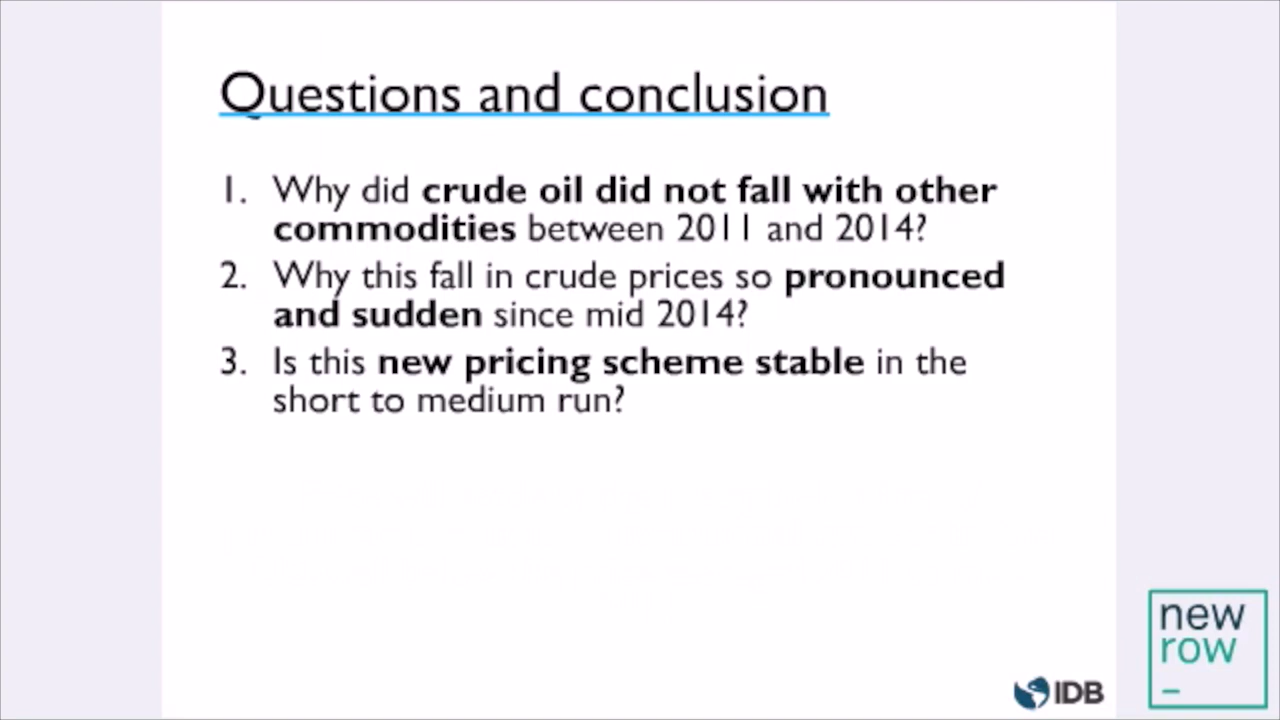 Questions and conclusion
1. Why did crude oil did not fall with other
commodities between 2011 and 2014?
2. Why this fall in crude prices so pronounced
and sudden since mid 2014?
3. Is this new pricing scheme stable in the
short to medium run?
IDB
new
row
_